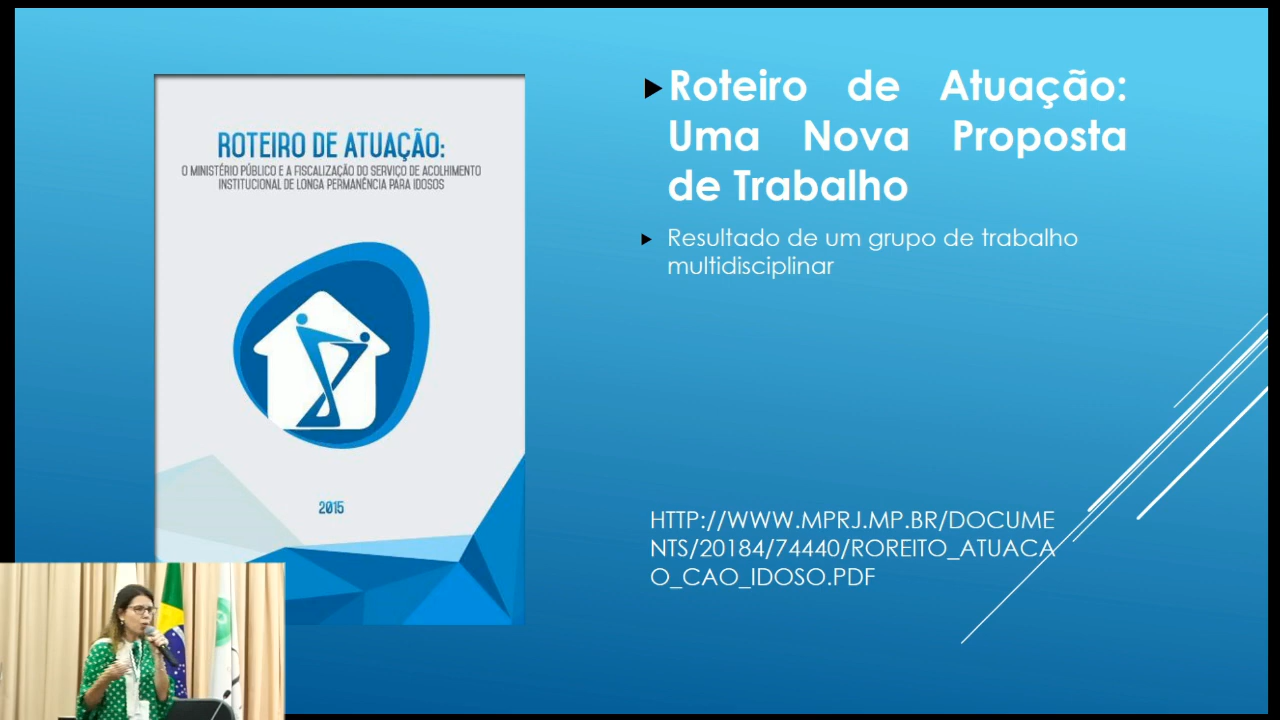 ROTEIRO DE ATUAÇÃO:
O MINISTÉRIO PÚBLICO E A FISCALIZAÇÃO DO SERVIÇO DE ACOLHIMENTO
INSTITUCIONAL DE LONGA PERMANÊNCIA PARA IDOSOS
2015
Roteiro de Atuação:
Uma Nova Proposta
de Trabalho
Resultado de um grupo de trabalho
multidisciplinar
HTTP://WWW.MPRJ.MP.BR/DOCUME
NTS/20184/74440/ROREITO_ATUACA
O_CAO_IDOSO.PDF